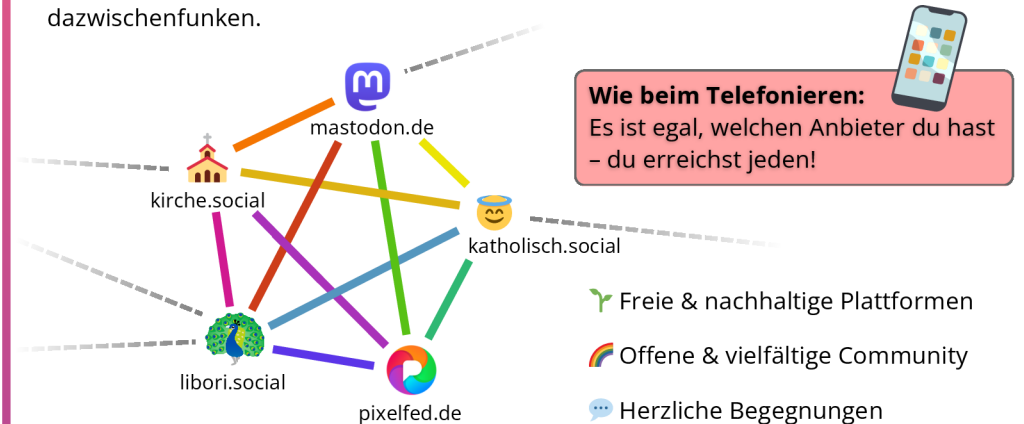 dazwischenfunken.
mastodon.de
kirche.social
katholisch.social
libori.social
pixelfed.de
Wie beim Telefonieren:
Es ist egal, welchen Anbieter du hast
– du erreichst jeden!
Freie & nachhaltige Plattformen
Offene & vielfältige Community
Herzliche Begegnungen